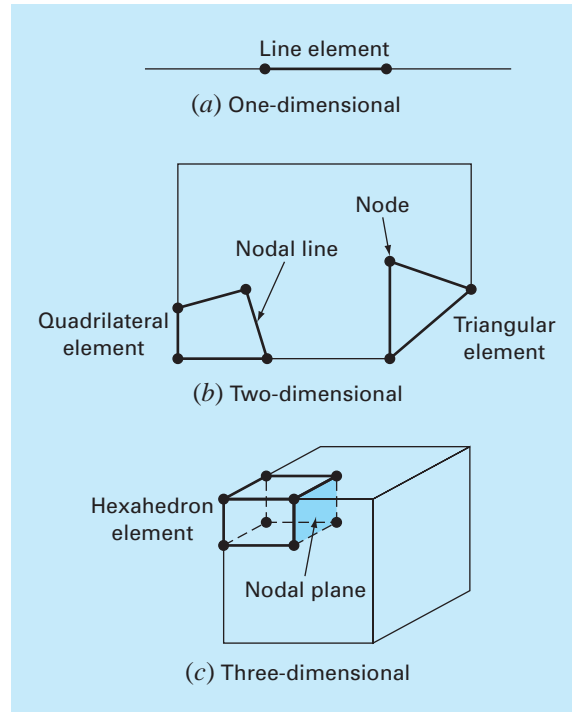 Line element
(a) One-dimensional
Node
Nodal line
Quadrilateral
element
Triangular
element
(b) Two-dimensional
Hexahedron
element
Nodal plane
(c) Three-dimensional